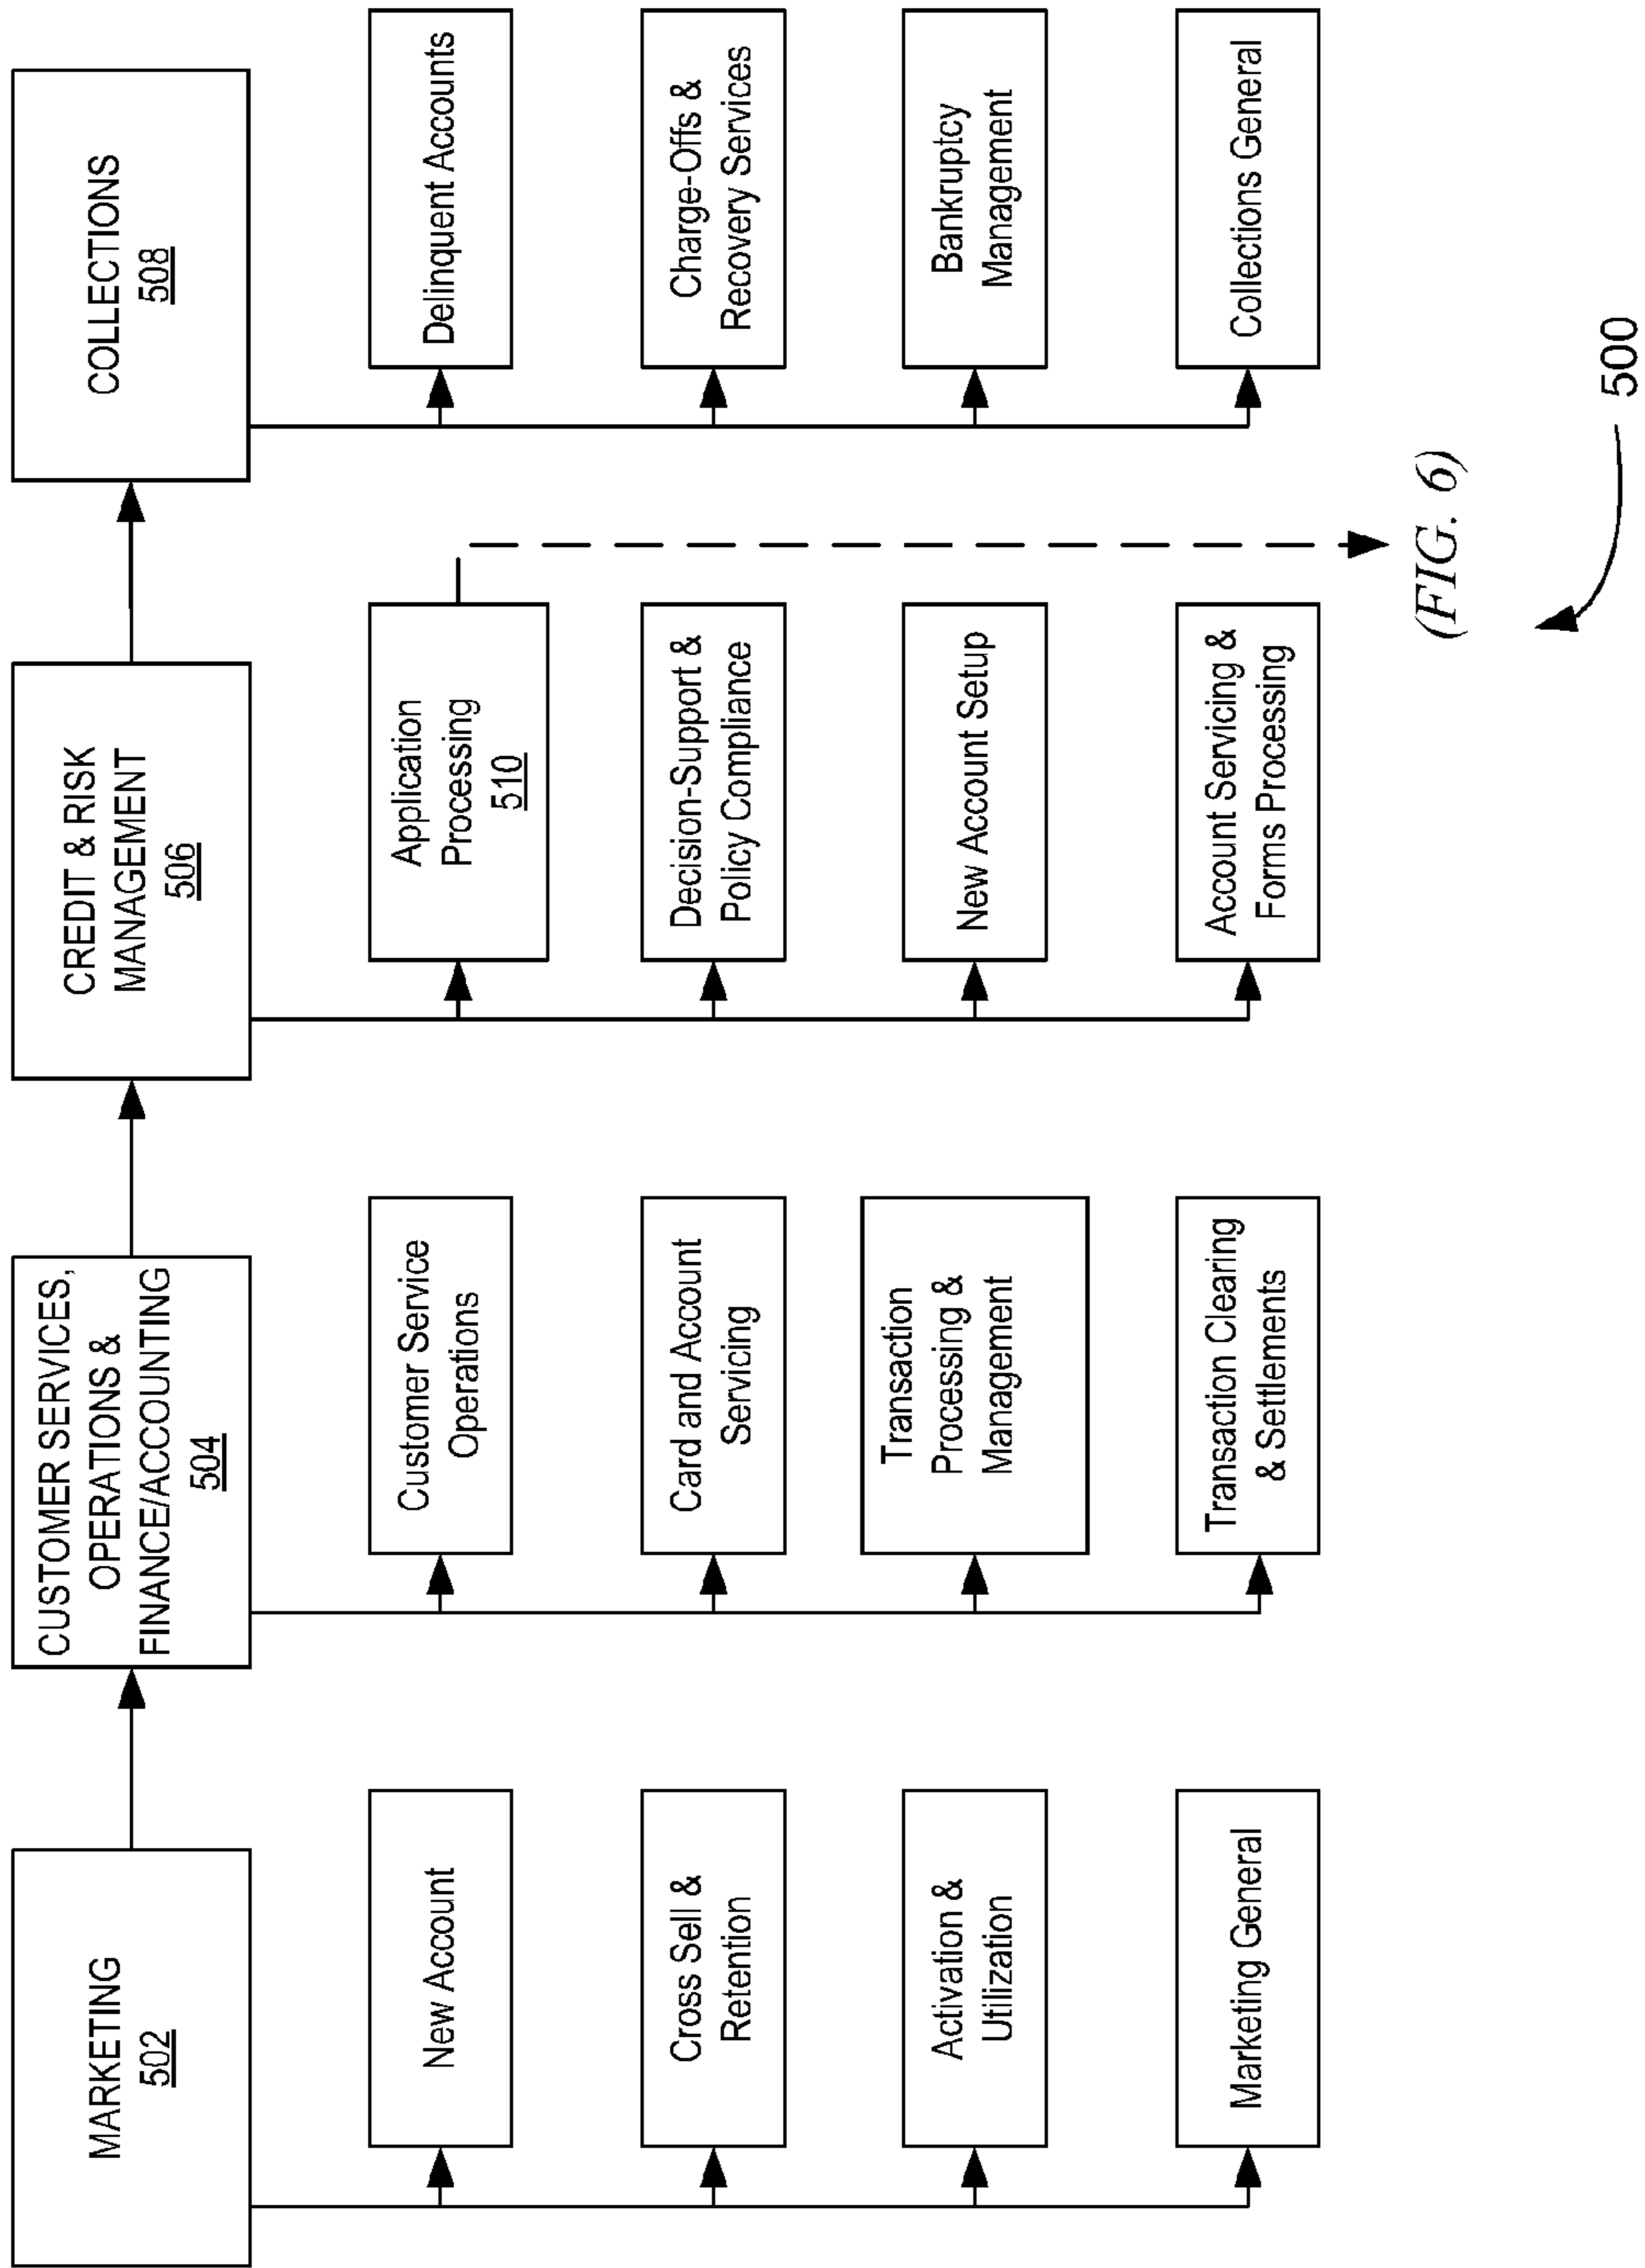 MARKETING
502
New Account
Cross Sell &
Retention
Activation &
Utilization
Marketing General
CUSTOMER SERVICES,
OPERATIONS &
FINANCE/ACCOUNTING
504
Customer Service
Operations
Card and Account
Servicing
Transaction
Processing &
Management
Transaction Clearing
& Settlements
CREDIT & RISK
MANAGEMENT
506
Application
Processing
510
Decision-Support &
Policy Compliance
New Account Setup
Account Servicing &
Forms Processing
COLLECTIONS
508
Delinquent Accounts
Charge-Offs &
Recovery Services
Bankruptcy
Management
Collections General
(FIG. 6)
500